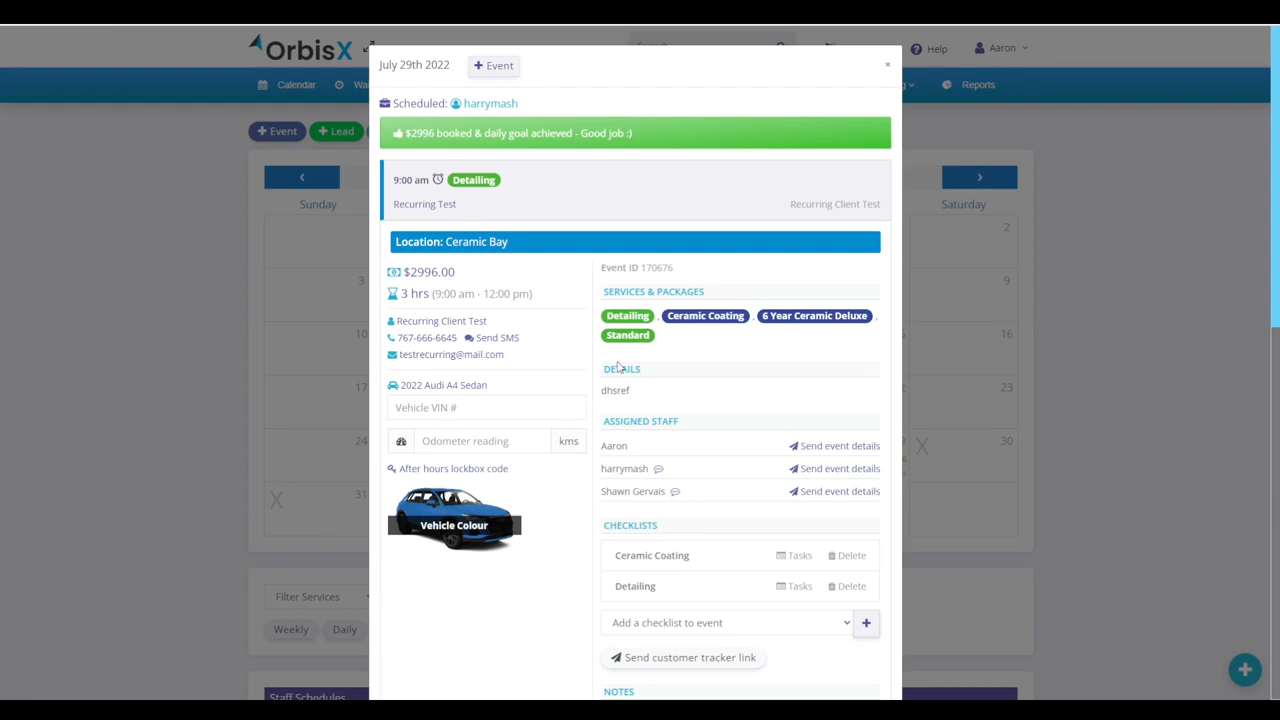 OrbisX
Search
Help
Aaron
Calendar
Reports
+ Event
+ Lead
July 29th 2022
+ Event
×
Scheduled: harrymash
$2996 booked & daily goal achieved - Good job :)
9:00 am Detailing
Recurring Test
Recurring Client Test
Location: Ceramic Bay
$2996.00
3 hrs (9:00 am - 12:00 pm)
Recurring Client Test
767-666-6645 Send SMS
testrecurring@mail.com
2022 Audi A4 Sedan
Vehicle VIN #
Odometer reading kms
After hours lockbox code
Vehicle Colour
Event ID 170676
SERVICES & PACKAGES
Detailing , Ceramic Coating , 6 Year Ceramic Deluxe ,
Standard
DETAILS
dhsref
ASSIGNED STAFF
Aaron Send event details
harrymash Send event details
Shawn Gervais Send event details
CHECKLISTS
Ceramic Coating Tasks Delete
Detailing Tasks Delete
Add a checklist to event +
Send customer tracker link
NOTES
Sunday
Saturday
2
3
9
10
16
17
23
24
X 30
X 31
Filter Services
Weekly Daily
Staff Schedules
+